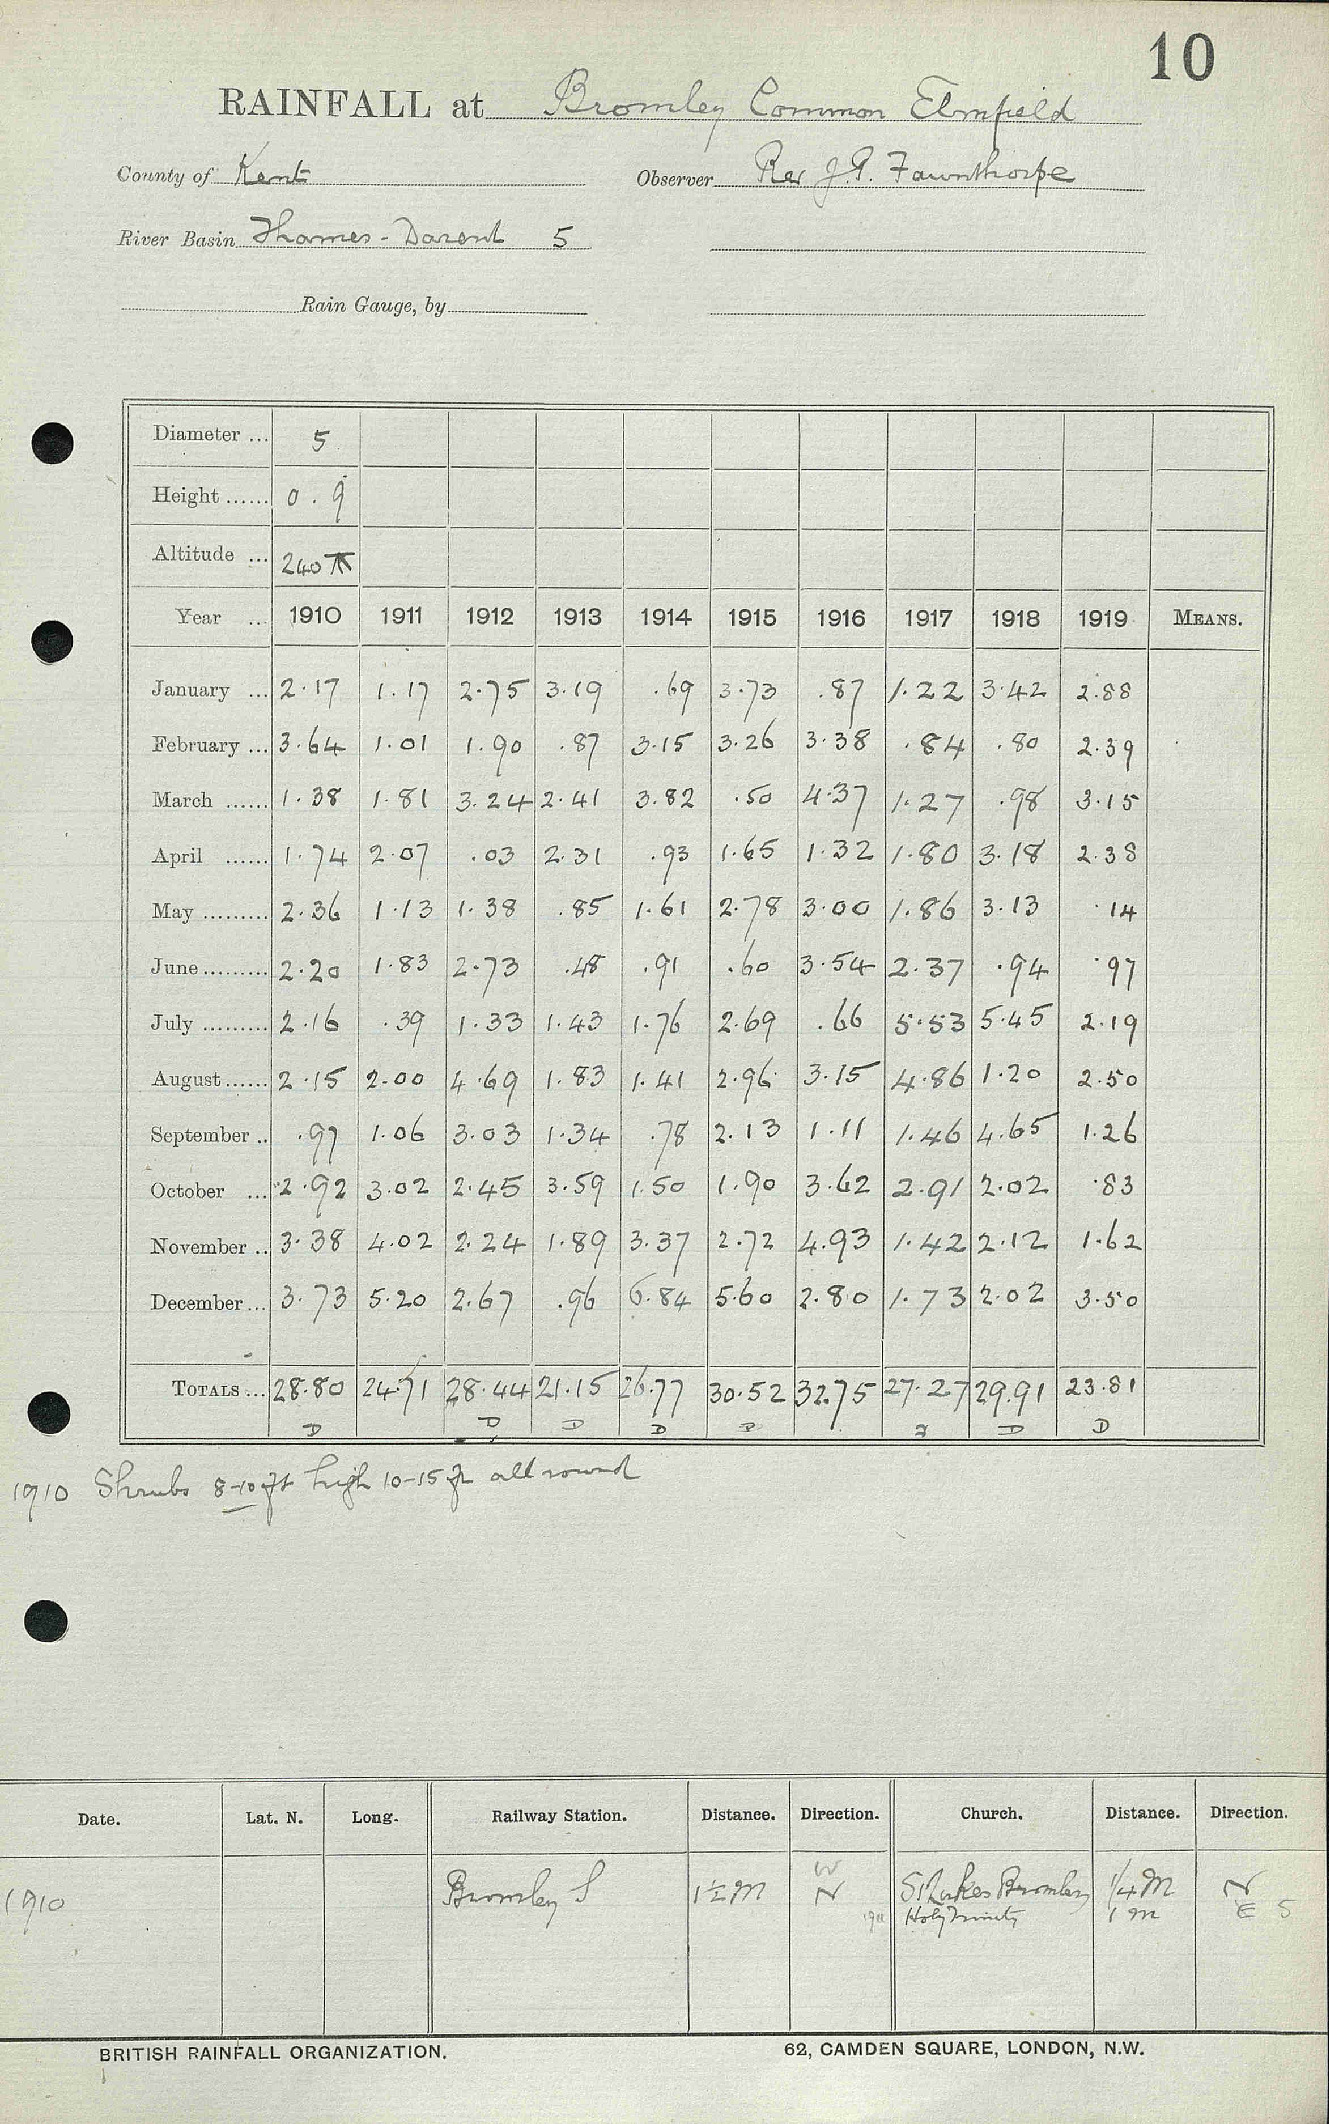 10
RAINFALL at Bromley Common Elmfield
County of Kent Observer Rev J.P. Fawnthorpe
River Basin Thames - Darent 5
Rain Gauge, by
Diameter ... 5
Height ...... 0.9
Altitude ... 240
Year ... 1910 1911 1912 1913 1914 1915 1916 1917 1918 1919 MEANS.
January ... 2.17 1.17 2.75 3.19 .69 3.73 .87 1.22 3.42 2.88
February ... 3.64 1.01 1.90 .87 3.15 3.26 3.38 .84 .80 2.39
March ...... 1.38 1.81 3.24 2.41 3.82 .50 4.37 1.27 .98 3.15
April ...... 1.74 2.07 .03 2.31 .93 1.65 1.32 1.80 3.18 2.38
May ......... 2.36 1.13 1.38 .85 1.61 2.78 3.00 1.86 3.13 .14
June ......... 2.20 1.83 2.73 .48 .91 .60 3.54 2.37 .94 .97
July ......... 2.16 .39 1.33 1.43 1.76 2.69 .66 5.53 5.45 2.19
August ...... 2.15 2.00 4.69 1.83 1.41 2.96 3.15 4.86 1.20 2.50
September .. .97 1.06 3.03 1.34 .78 2.13 1.11 1.46 4.65 1.26
October ... 2.92 3.02 2.45 3.59 1.50 1.90 3.62 2.91 2.02 .83
November .. 3.38 4.02 2.24 1.89 3.37 2.72 4.93 1.42 2.12 1.62
December ... 3.73 5.20 2.67 .96 6.84 5.60 2.80 1.73 2.02 3.50
TOTALS ... 28.80 24.71 28.44 21.15 26.77 30.52 32.75 27.27 29.91 23.81
D D D D D D D
1910 Shrubs 8-10 ft high 10-15 ft all round
Date. Lat. N. Long. Railway Station. Distance. Direction. Church. Distance. Direction.
W
1910 Bromley S 1½ M N St Lukes Bromley ¼ M N
1911 Holy Trinity 1 M E S
BRITISH RAINFALL ORGANIZATION. 62, CAMDEN SQUARE, LONDON, N.W.